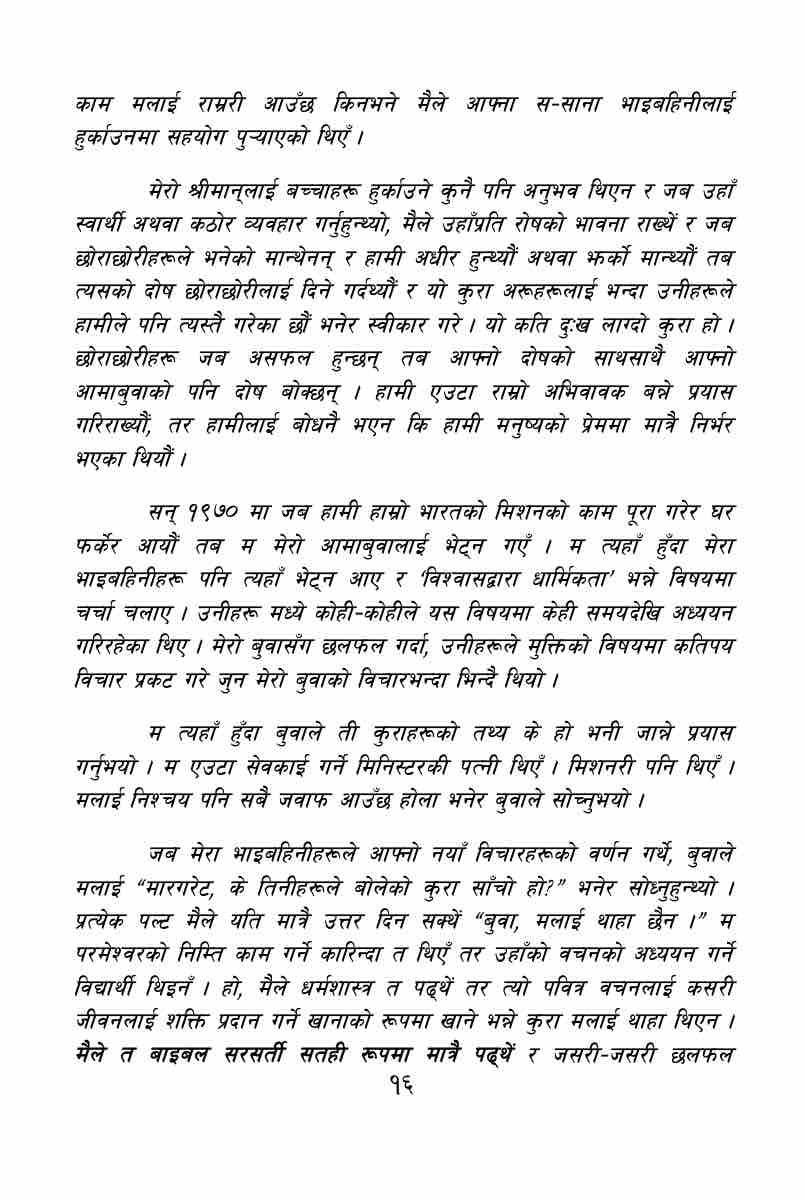 काम मलाई राम्ररी आउँछ किनभने मैले आफ्ना स-साना भाइबहिनीलाई
हुर्काउनमा सहयोग पुऱ्याएको थिएँ ।
मेरो श्रीमान्‌लाई बच्चाहरू हुर्काउने कुनै पनि अनुभव थिएन र जब उहाँ
स्वार्थी अथवा कठोर व्यवहार गर्नुहुन्थ्यो, मैले उहाँप्रति रोषको भावना राख्थें र जब
छोराछोरीहरूले भनेको मान्थेनन् र हामी अधीर हुन्थ्यौं अथवा झर्को मान्थ्यौं तब
त्यसको दोष छोराछोरीलाई दिने गर्दथ्यौं र यो कुरा अरूहरूलाई भन्दा उनीहरूले
हामीले पनि त्यस्तै गरेका छौं भनेर स्वीकार गरे । यो कति दुःख लाग्दो कुरा हो ।
छोराछोरीहरू जब असफल हुन्छन् तब आफ्नो दोषको साथसाथै आफ्नो
आमाबुवाको पनि दोष बोक्छन् । हामी एउटा राम्रो अभिवावक बन्ने प्रयास
गरिराख्यौं, तर हामीलाई बोधनै भएन कि हामी मनुष्यको प्रेममा मात्रै निर्भर
भएका थियौं ।
सन् १९७० मा जब हामी हाम्रो भारतको मिशनको काम पूरा गरेर घर
फर्केर आयौं तब म मेरो आमाबुवालाई भेट्न गएँ । म त्यहाँ हुँदा मेरा
भाइबहिनीहरू पनि त्यहाँ भेट्न आए र ‘विश्वासद्वारा धार्मिकता’ भन्ने विषयमा
चर्चा चलाए । उनीहरू मध्ये कोही-कोहीले यस विषयमा केही समयदेखि अध्ययन
गरिरहेका थिए । मेरो बुवासँग छलफल गर्दा, उनीहरूले मुक्तिको विषयमा कतिपय
विचार प्रकट गरे जुन मेरो बुवाको विचारभन्दा भिन्दै थियो ।
म त्यहाँ हुँदा बुवाले ती कुराहरूको तथ्य के हो भनी जान्ने प्रयास
गर्नुभयो । म एउटा सेवकाई गर्ने मिनिस्टरकी पत्नी थिएँ । मिशनरी पनि थिएँ ।
मलाई निश्चय पनि सबै जवाफ आउँछ होला भनेर बुवाले सोच्नुभयो ।
जब मेरा भाइबहिनीहरूले आफ्नो नयाँ विचारहरूको वर्णन गर्थे, बुवाले
मलाई “मारगरेट, के तिनीहरूले बोलेको कुरा साँचो हो?” भनेर सोध्नुहुन्थ्यो ।
प्रत्येक पल्ट मैले यति मात्रै उत्तर दिन सक्थें “बुवा, मलाई थाहा छैन ।” म
परमेश्वरको निम्ति काम गर्ने कारिन्दा त थिएँ तर उहाँको वचनको अध्ययन गर्ने
विद्यार्थी थिइनँ । हो, मैले धर्मशास्त्र त पढ्थें तर त्यो पवित्र वचनलाई कसरी
जीवनलाई शक्ति प्रदान गर्ने खानाको रूपमा खाने भन्ने कुरा मलाई थाहा थिएन ।
मैले त बाइबल सरसर्ती सतही रूपमा मात्रै पढ्थें र जसरी-जसरी छलफल
१६